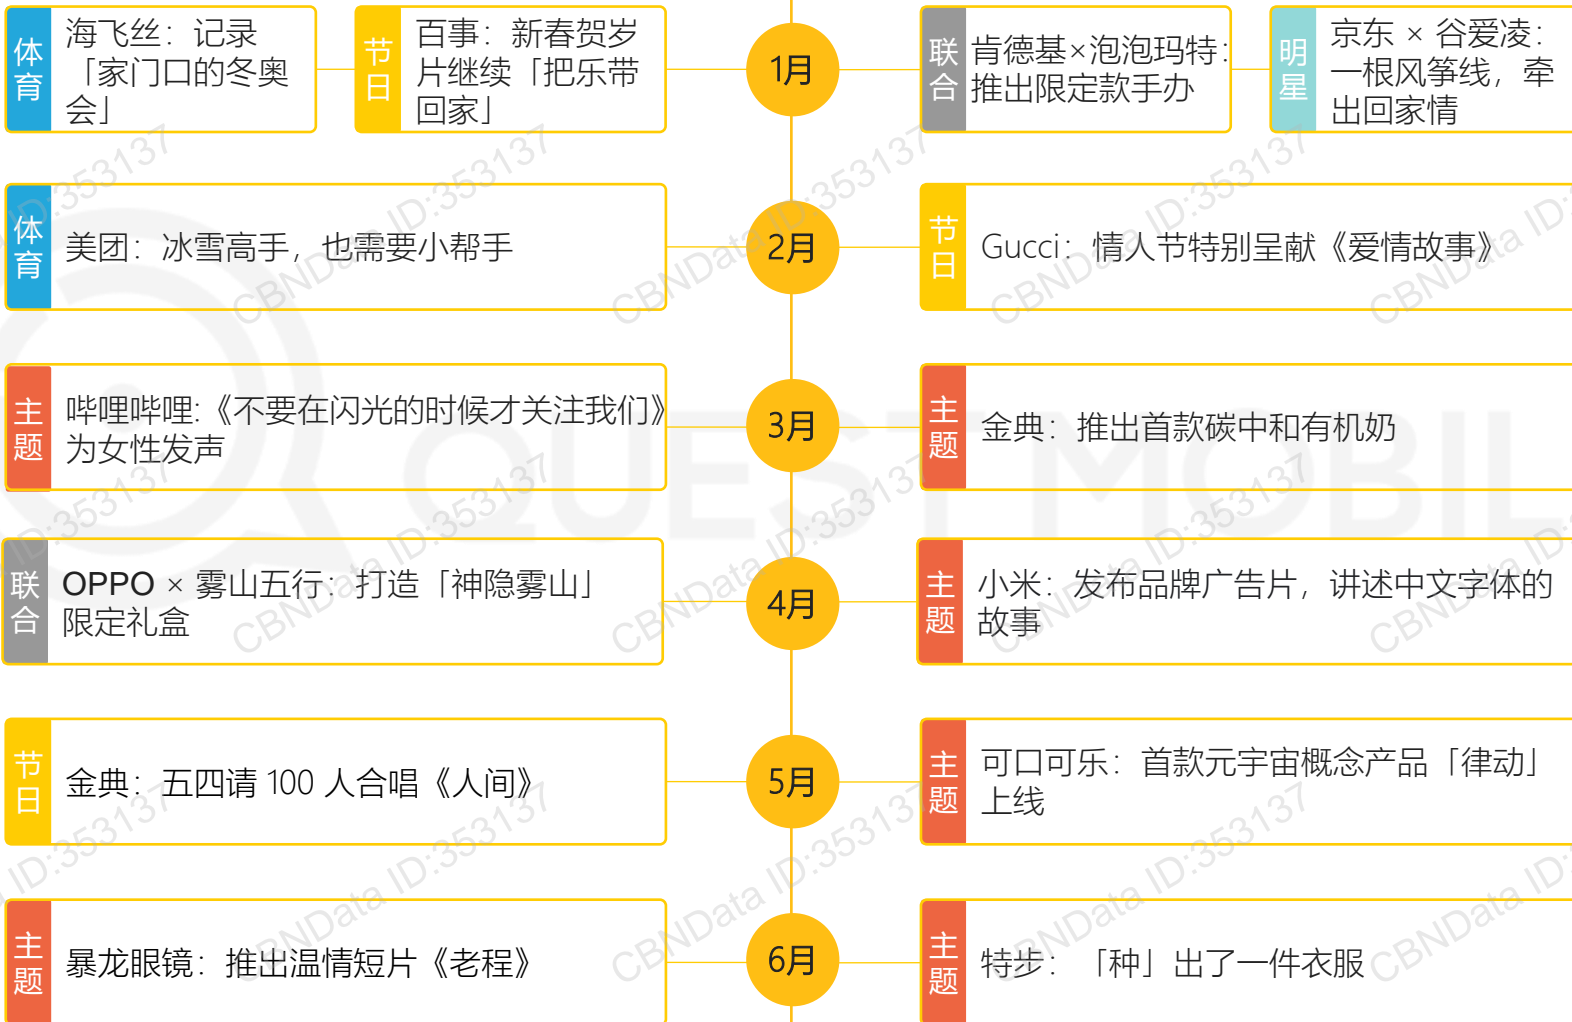 体育
海飞丝：记录
「家门口的冬奥
会」
节日
百事：新春贺岁
片继续「把乐带
回家」
1月
联合
肯德基×泡泡玛特：
推出限定款手办
明星
京东 × 谷爱凌：
一根风筝线，牵
出回家情
体育
美团：冰雪高手，也需要小帮手
2月
节日
Gucci：情人节特别呈献《爱情故事》
主题
哔哩哔哩:《不要在闪光的时候才关注我们》
为女性发声
3月
主题
金典：推出首款碳中和有机奶
联合
OPPO × 雾山五行：打造「神隐雾山」
限定礼盒
4月
主题
小米：发布品牌广告片，讲述中文字体的
故事
节日
金典：五四请 100 人合唱《人间》
5月
主题
可口可乐：首款元宇宙概念产品「律动」
上线
主题
暴龙眼镜：推出温情短片《老程》
6月
主题
特步：「种」出了一件衣服
QUEST MOBIL
CBNData ID:353137